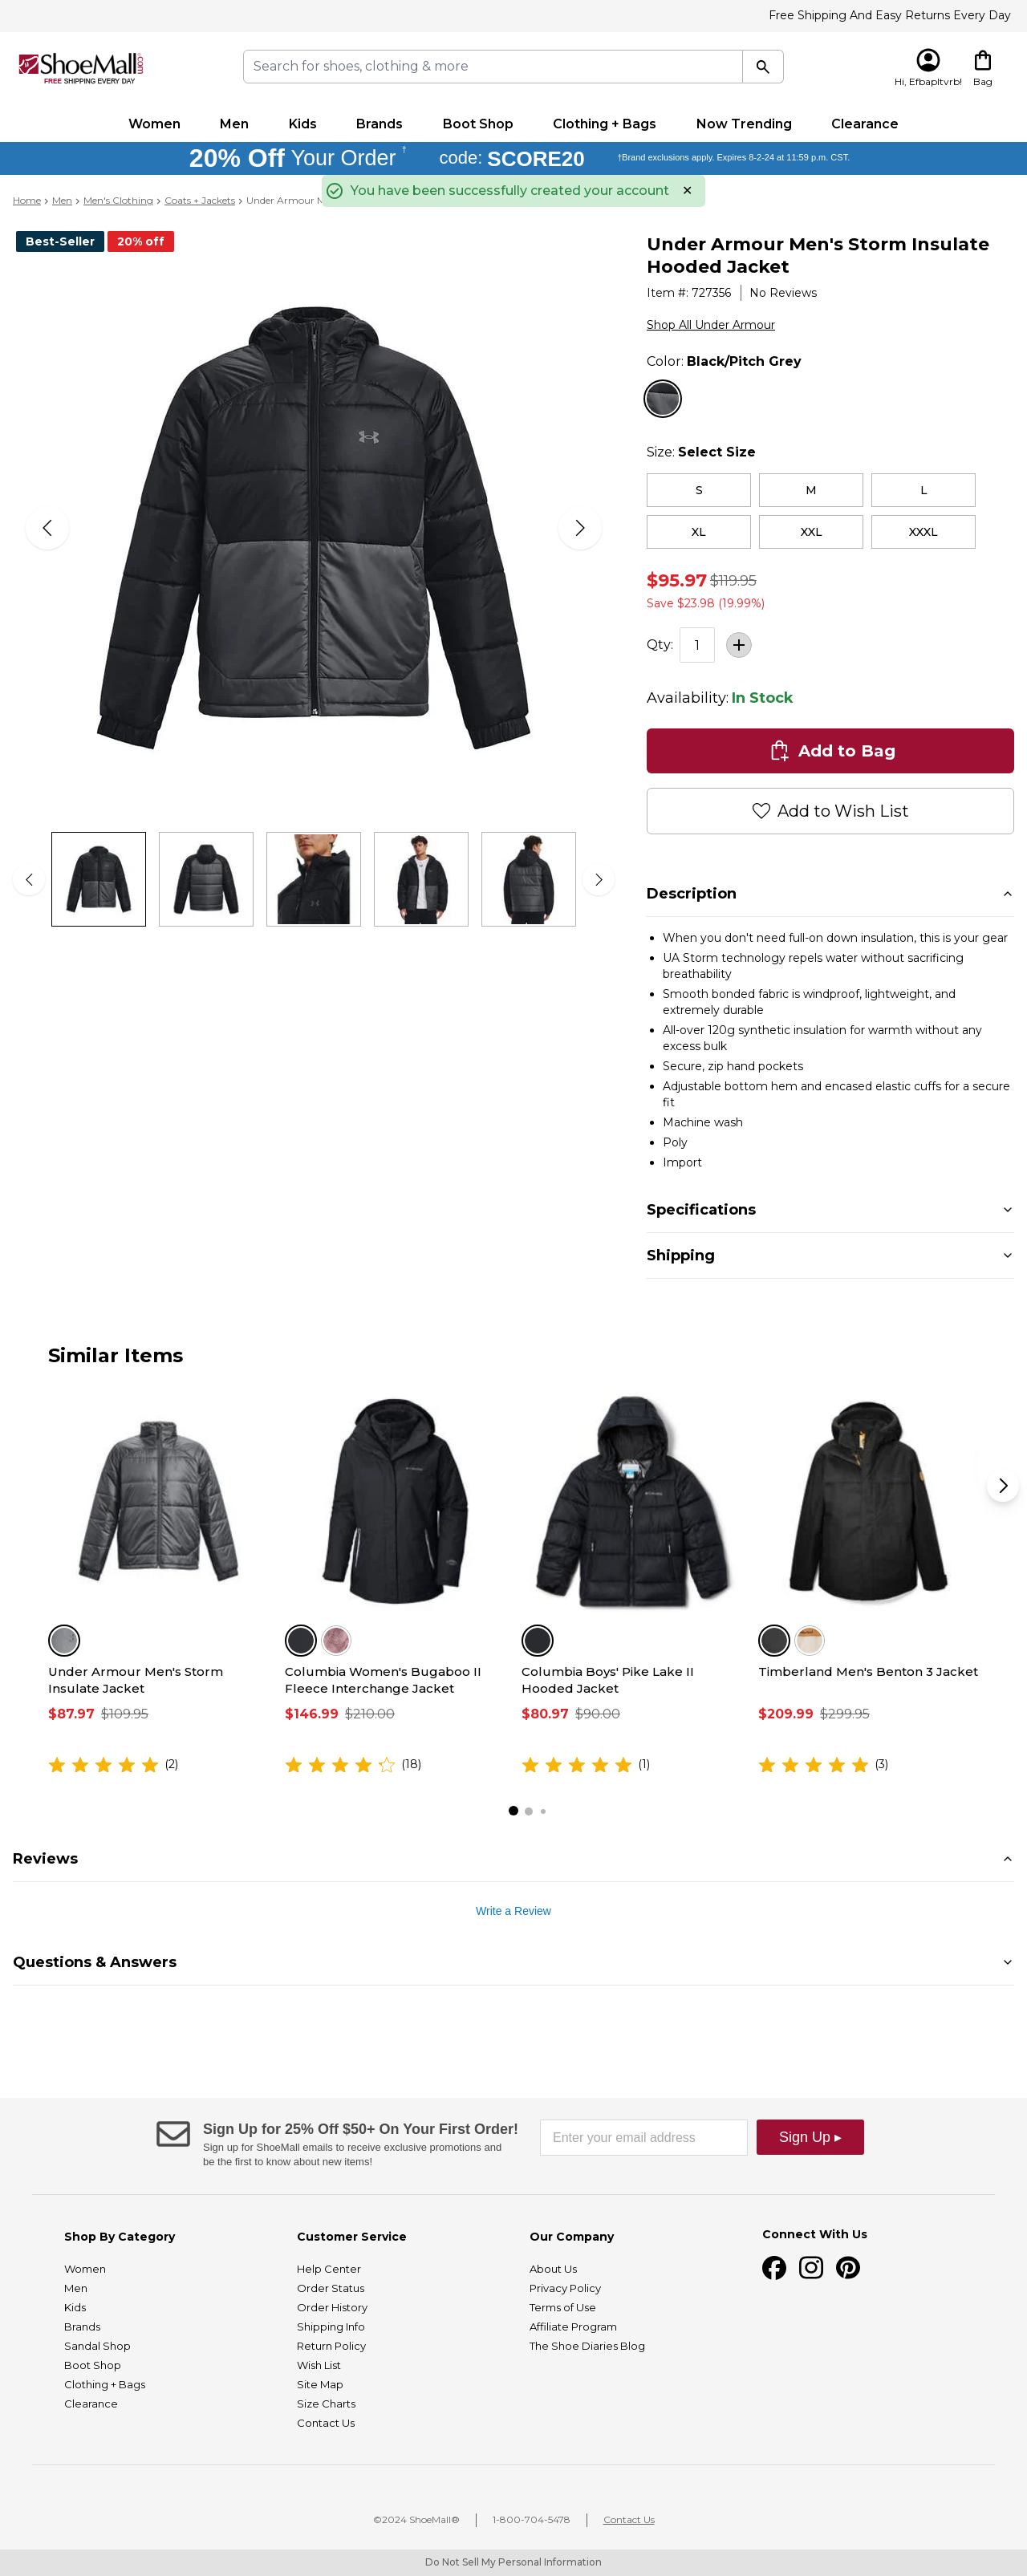 Free Shipping And Easy Returns Every Day
ShoeMall.com
FREE SHIPPING EVERY DAY
Search for shoes, clothing & more
Hi, Efbapltvrb!
Bag
Women Men Kids Brands Boot Shop Clothing + Bags Now Trending Clearance
20% Off Your Order † code: SCORE20 †Brand exclusions apply. Expires 8-2-24 at 11:59 p.m. CST.
You have been successfully created your account
Home > Men > Men's Clothing > Coats + Jackets > Under Armour
Best-Seller 20% off
Under Armour Men's Storm Insulate
Hooded Jacket
Item #: 727356 No Reviews
Shop All Under Armour
Color: Black/Pitch Grey
Size: Select Size
S M L
XL XXL XXXL
$95.97 $119.95
Save $23.98 (19.99%)
Qty: 1
Availability: In Stock
Add to Bag
Add to Wish List
Description
• When you don't need full-on down insulation, this is your gear
• UA Storm technology repels water without sacrificing
breathability
• Smooth bonded fabric is windproof, lightweight, and
extremely durable
• All-over 120g synthetic insulation for warmth without any
excess bulk
• Secure, zip hand pockets
• Adjustable bottom hem and encased elastic cuffs for a secure
fit
• Machine wash
• Poly
• Import
Specifications
Shipping
Similar Items
Under Armour Men's Storm
Insulate Jacket
$87.97 $109.95
(2)
Columbia Women's Bugaboo II
Fleece Interchange Jacket
$146.99 $210.00
(18)
Columbia Boys' Pike Lake II
Hooded Jacket
$80.97 $90.00
(1)
Timberland Men's Benton 3 Jacket
$209.99 $299.95
(3)
Reviews
Write a Review
Questions & Answers
Sign Up for 25% Off $50+ On Your First Order!
Sign up for ShoeMall emails to receive exclusive promotions and
be the first to know about new items!
Enter your email address
Sign Up ▸
Shop By Category
Women
Men
Kids
Brands
Sandal Shop
Boot Shop
Clothing + Bags
Clearance
Customer Service
Help Center
Order Status
Order History
Shipping Info
Return Policy
Wish List
Site Map
Size Charts
Contact Us
Our Company
About Us
Privacy Policy
Terms of Use
Affiliate Program
The Shoe Diaries Blog
Connect With Us
©2024 ShoeMall® 1-800-704-5478 Contact Us
Do Not Sell My Personal Information